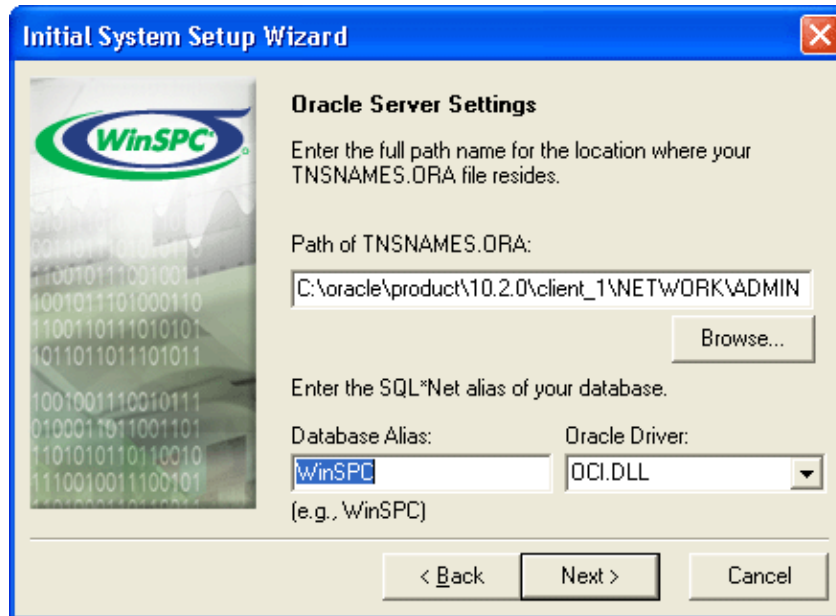 Initial System Setup Wizard
WinSPC
Oracle Server Settings
Enter the full path name for the location where your
TNSNAMES.ORA file resides.
Path of TNSNAMES.ORA:
C:\oracle\product\10.2.0\client_1\NETWORK\ADMIN
Browse...
Enter the SQL*Net alias of your database.
Database Alias:
Oracle Driver:
WinSPC
OCI.DLL
(e.g., WinSPC)
< Back
Next >
Cancel